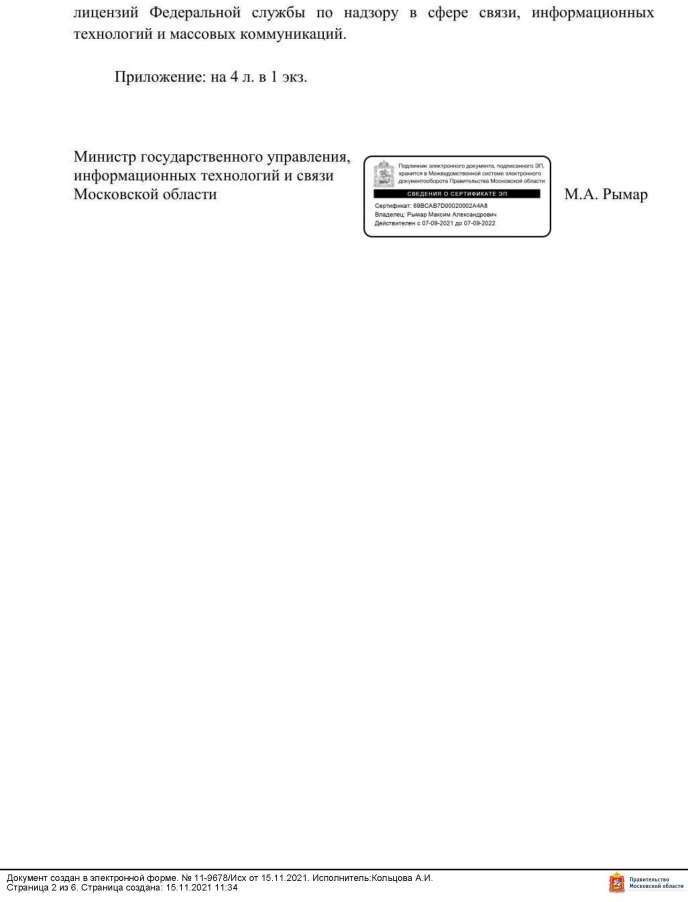 лицензий Федеральной службы по надзору в сфере связи, информационных
технологий и массовых коммуникаций.
Приложение: на 4 л. в 1 экз.
Министр государственного управления,
информационных технологий и связи
Московской области
Подлинник электронного документа, подписанного ЭП,
хранится в Межведомственной системе электронного
документооборота Правительства Московской области
СВЕДЕНИЯ О СЕРТИФИКАТЕ ЭП
Сертификат: 69BCAB7D00020002A4A8
Владелец: Рымар Максим Александрович
Действителен с 07-09-2021 до 07-09-2022
М.А. Рымар
Документ создан в электронной форме. № 11-9678/Исх от 15.11.2021. Исполнитель:Кольцова А.И.
Страница 2 из 6. Страница создана: 15.11.2021 11:34
Правительство
Московской области